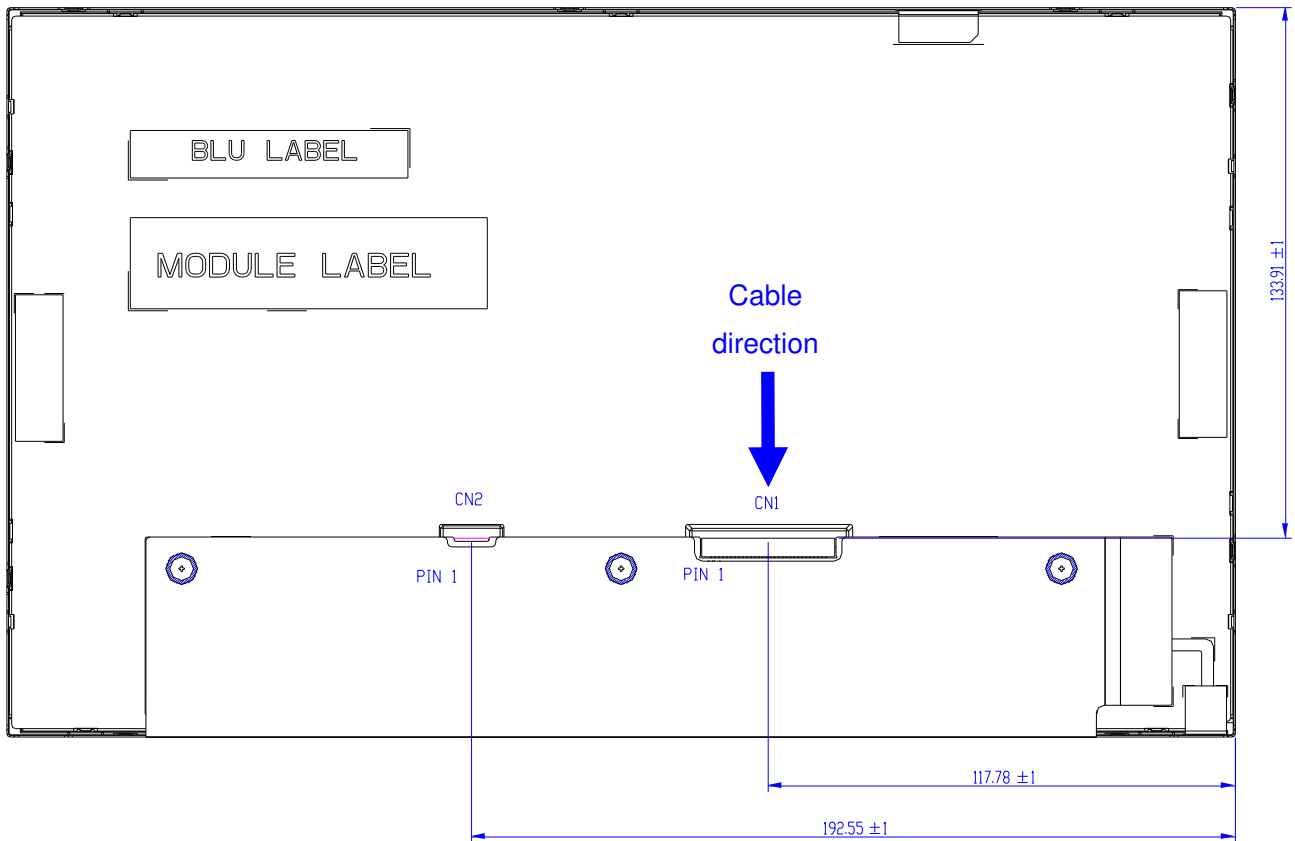 BLU LABEL
MODULE LABEL
133.91 ±1
Cable
direction
CN2
CN1
PIN 1
PIN 1
117.78 ±1
192.55 ±1